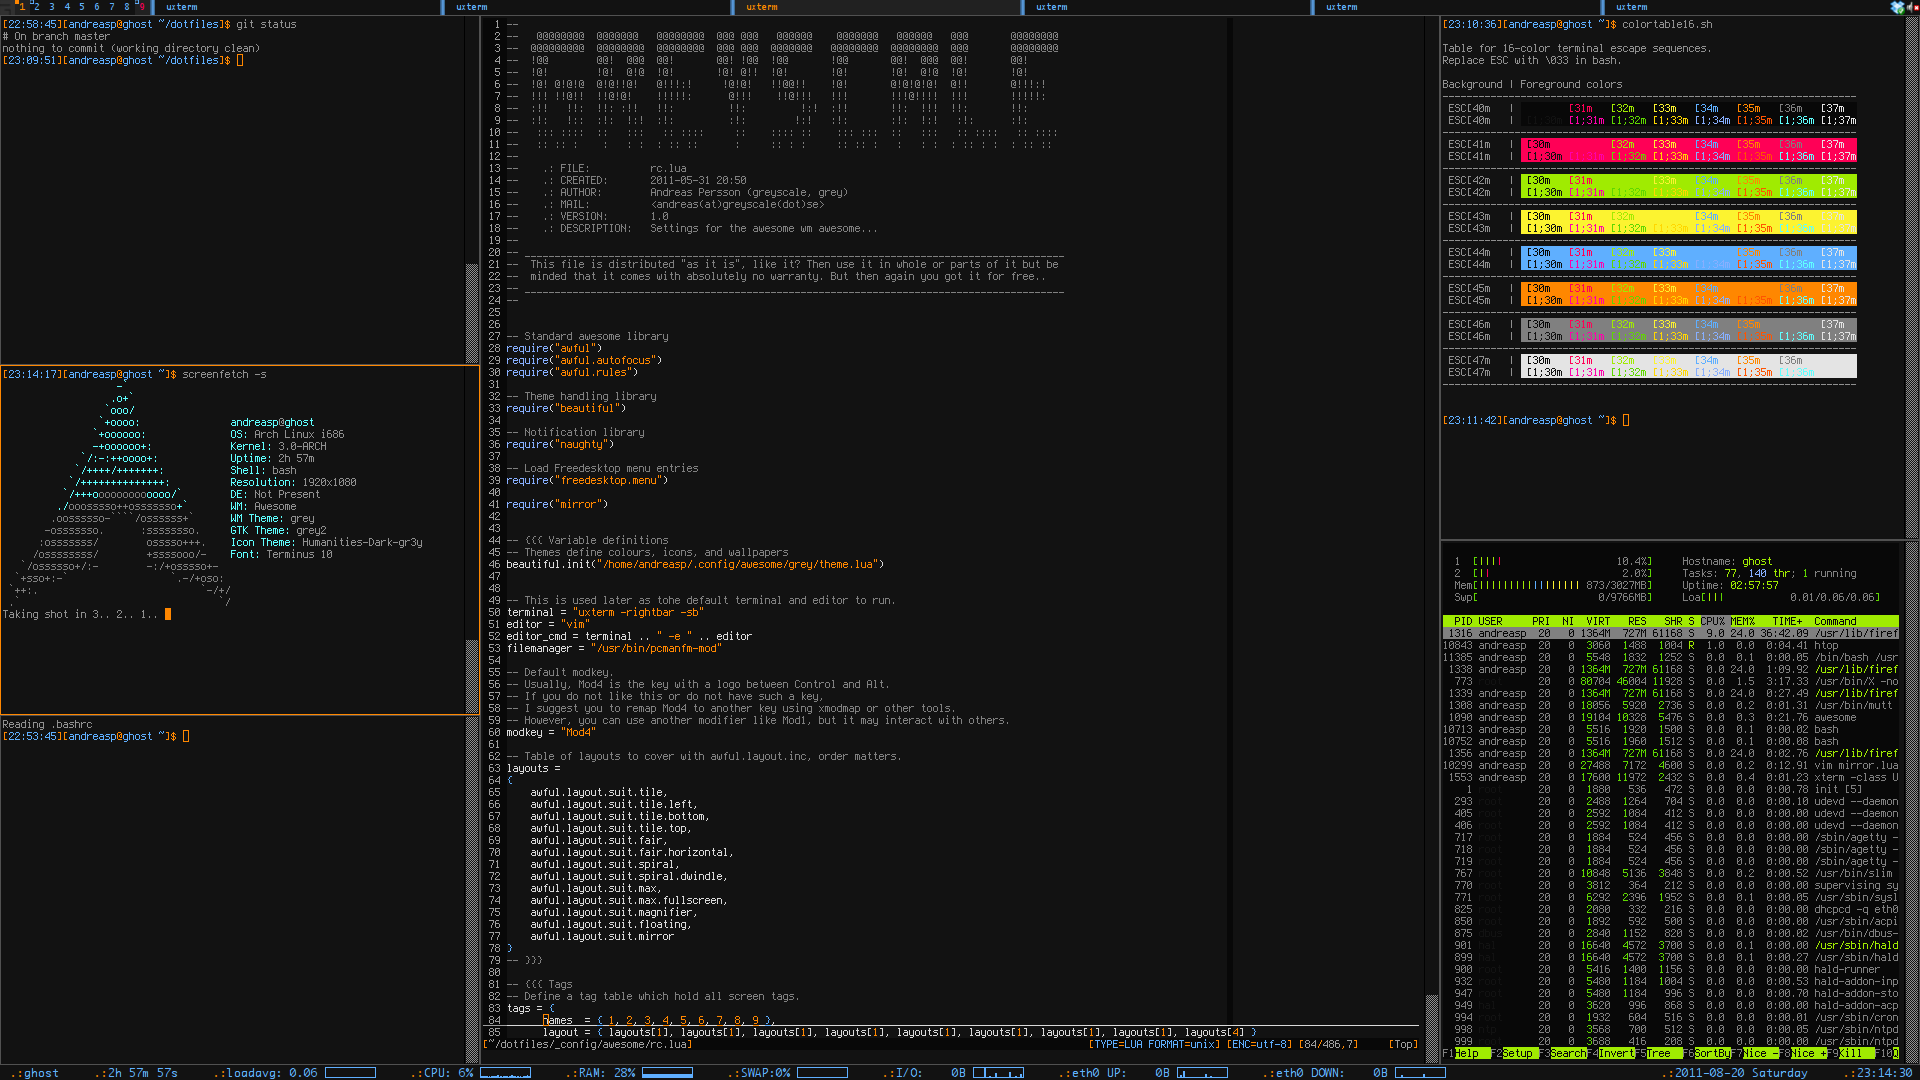 1 2 3 4 5 6 7 8 9 uxterm uxterm uxterm uxterm uxterm uxterm
[22:58:45][andreasp@ghost ~/dotfiles]$ git status
# On branch master
nothing to commit (working directory clean)
[23:09:51][andreasp@ghost ~/dotfiles]$
[23:14:17][andreasp@ghost ~]$ screenfetch -s
andreasp@ghost
OS: Arch Linux i686
Kernel: 3.0-ARCH
Uptime: 2h 57m
Shell: bash
Resolution: 1920x1080
DE: Not Present
WM: Awesome
WM Theme: grey
GTK Theme: grey2
Icon Theme: Humanities-Dark-gr3y
Font: Terminus 10
Taking shot in 3.. 2.. 1..
Reading .bashrc
[22:53:45][andreasp@ghost ~]$
13 --    .: FILE:          rc.lua
14 --    .: CREATED:       2011-05-31 20:50
15 --    .: AUTHOR:        Andreas Persson (greyscale, grey)
16 --    .: MAIL:          <andreas(at)greyscale(dot)se>
17 --    .: VERSION:       1.0
18 --    .: DESCRIPTION:   Settings for the awesome wm awesome...
19 --
20 --
21 --  This file is distributed "as it is", like it? Then use it in whole or parts of it but be
22 --  minded that it comes with absolutely no warranty. But then again you got it for free..
23 --
24 --
25
26
27 -- Standard awesome library
28 require("awful")
29 require("awful.autofocus")
30 require("awful.rules")
31
32 -- Theme handling library
33 require("beautiful")
34
35 -- Notification library
36 require("naughty")
37
38 -- Load Freedesktop menu entries
39 require("freedesktop.menu")
40
41 require("mirror")
42
43
44 -- {{{ Variable definitions
45 -- Themes define colours, icons, and wallpapers
46 beautiful.init("/home/andreasp/.config/awesome/grey/theme.lua")
47
48
49 -- This is used later as tohe default terminal and editor to run.
50 terminal = "uxterm -rightbar -sb"
51 editor = "vim"
52 editor_cmd = terminal .. " -e " .. editor
53 filemanager = "/usr/bin/pcmanfm-mod"
54
55 -- Default modkey.
56 -- Usually, Mod4 is the key with a logo between Control and Alt.
57 -- If you do not like this or do not have such a key,
58 -- I suggest you to remap Mod4 to another key using xmodmap or other tools.
59 -- However, you can use another modifier like Mod1, but it may interact with others.
60 modkey = "Mod4"
61
62 -- Table of layouts to cover with awful.layout.inc, order matters.
63 layouts =
64 {
65     awful.layout.suit.tile,
66     awful.layout.suit.tile.left,
67     awful.layout.suit.tile.bottom,
68     awful.layout.suit.tile.top,
69     awful.layout.suit.fair,
70     awful.layout.suit.fair.horizontal,
71     awful.layout.suit.spiral,
72     awful.layout.suit.spiral.dwindle,
73     awful.layout.suit.max,
74     awful.layout.suit.max.fullscreen,
75     awful.layout.suit.magnifier,
76     awful.layout.suit.floating,
77     awful.layout.suit.mirror
78 }
79 -- }}}
80
81 -- {{{ Tags
82 -- Define a tag table which hold all screen tags.
83 tags = {
84       names  = { 1, 2, 3, 4, 5, 6, 7, 8, 9 },
85       layout = { layouts[1], layouts[1], layouts[1], layouts[1], layouts[1], layouts[1], layouts[1], layouts[1], layouts[4] }
[~/dotfiles/_config/awesome/rc.lua] [TYPE=LUA FORMAT=unix] [ENC=utf-8] [84/486,7] [Top]
[23:10:36][andreasp@ghost ~]$ colortable16.sh
Table for 16-color terminal escape sequences.
Replace ESC with \033 in bash.
Background | Foreground colors
ESC[40m | [31m [32m [33m [34m [35m [36m [37m
ESC[40m | [1;30m [1;31m [1;32m [1;33m [1;34m [1;35m [1;36m [1;37m
ESC[41m | [30m [32m [33m [34m [35m [36m [37m
ESC[41m | [1;30m [1;31m [1;32m [1;33m [1;34m [1;35m [1;36m [1;37m
ESC[42m | [30m [31m [33m [34m [35m [36m [37m
ESC[42m | [1;30m [1;31m [1;32m [1;33m [1;34m [1;35m [1;36m [1;37m
ESC[43m | [30m [31m [32m [34m [35m [36m [37m
ESC[43m | [1;30m [1;31m [1;32m [1;33m [1;34m [1;35m [1;36m
ESC[44m | [30m [31m [32m [33m [35m [36m [37m
ESC[44m | [1;30m [1;31m [1;32m [1;33m [1;34m [1;35m [1;36m [1;37m
ESC[45m | [30m [31m [32m [33m [34m [36m [37m
ESC[45m | [1;30m [1;31m [1;32m [1;33m [1;34m [1;35m [1;36m [1;37m
ESC[46m | [30m [31m [32m [33m [34m [35m [37m
ESC[46m | [1;30m [1;31m [1;32m [1;33m [1;34m [1;35m [1;36m [1;37m
ESC[47m | [30m [31m [32m [33m [34m [35m [36m
ESC[47m | [1;30m [1;31m [1;32m [1;33m [1;34m [1;35m [1;36m
[23:11:42][andreasp@ghost ~]$
1 [|||| 10.4%] Hostname: ghost
2 [|| 2.0%] Tasks: 77, 140 thr; 1 running
Mem[||||||||||||||||| 873/3027MB] Uptime: 02:57:57
Swp[ 0/9766MB] Loa[||| 0.01/0.06/0.06]
PID USER PRI NI VIRT RES SHR S CPU% MEM% TIME+ Command
1316 andreasp 20 0 1364M 727M 61168 S 9.0 24.0 36:42.09 /usr/lib/firef
10843 andreasp 20 0 3060 1488 1004 R 1.0 0.0 0:04.41 htop
11385 andreasp 20 0 5548 1832 1252 S 0.0 0.1 0:00.05 /bin/bash /usr
1338 andreasp 20 0 1364M 727M 61168 S 0.0 24.0 1:09.92 /usr/lib/firef
773 20 0 80704 46004 11928 S 0.0 1.5 3:17.33 /usr/bin/X -no
1339 andreasp 20 0 1364M 727M 61168 S 0.0 24.0 0:27.49 /usr/lib/firef
1308 andreasp 20 0 18056 5920 2736 S 0.0 0.2 0:01.31 /usr/bin/mutt
1090 andreasp 20 0 19104 10328 5476 S 0.0 0.3 0:21.76 awesome
10713 andreasp 20 0 5516 1920 1500 S 0.0 0.1 0:00.02 bash
10752 andreasp 20 0 5516 1960 1512 S 0.0 0.1 0:00.08 bash
1356 andreasp 20 0 1364M 727M 61168 S 0.0 24.0 0:02.76 /usr/lib/firef
10299 andreasp 20 0 27488 7172 4600 S 0.0 0.2 0:12.91 vim mirror.lua
1553 andreasp 20 0 17600 11972 2432 S 0.0 0.4 0:01.23 xterm -class U
1 root 20 0 1880 536 472 S 0.0 0.0 0:00.78 init [5]
293 root 20 0 2488 1264 704 S 0.0 0.0 0:00.10 udevd --daemon
405 root 20 0 2592 1084 412 S 0.0 0.0 0:00.00 udevd --daemon
406 root 20 0 2592 1084 412 S 0.0 0.0 0:00.00 udevd --daemon
717 root 20 0 1884 524 456 S 0.0 0.0 0:00.00 /sbin/agetty -
718 root 20 0 1884 524 456 S 0.0 0.0 0:00.00 /sbin/agetty -
719 root 20 0 1884 524 456 S 0.0 0.0 0:00.00 /sbin/agetty -
767 root 20 0 10848 5136 3848 S 0.0 0.2 0:00.52 /usr/bin/slim
770 root 20 0 3812 364 212 S 0.0 0.0 0:00.00 supervising sy
771 root 20 0 6292 2396 1952 S 0.0 0.1 0:00.05 /usr/sbin/sysl
825 root 20 0 2080 332 216 S 0.0 0.0 0:00.00 dhcpcd -q eth0
850 root 20 0 1892 592 500 S 0.0 0.0 0:00.00 /usr/sbin/acpi
875 dbus 20 0 2840 1152 820 S 0.0 0.0 0:00.02 /usr/bin/dbus-
901 hal 20 0 16640 4572 3700 S 0.0 0.1 0:00.00 /usr/sbin/hald
899 hal 20 0 16640 4572 3700 S 0.0 0.1 0:00.27 /usr/sbin/hald
900 root 20 0 5416 1400 1156 S 0.0 0.0 0:00.00 hald-runner
932 root 20 0 5480 1184 1004 S 0.0 0.0 0:00.53 hald-addon-inp
947 root 20 0 5480 1184 996 S 0.0 0.0 0:00.70 hald-addon-sto
949 hal 20 0 3620 996 868 S 0.0 0.0 0:00.00 hald-addon-acp
994 root 20 0 1932 604 516 S 0.0 0.0 0:00.01 /usr/sbin/cron
998 ntp 20 0 3568 700 512 S 0.0 0.0 0:00.05 /usr/bin/ntpd
999 20 0 3688 416 208 S 0.0 0.0 0:00.00 /usr/bin/ntpd
F1Help F2Setup F3Search F4Invert F5Tree F6SortBy F7Nice - F8Nice + F9Kill F10Q
.:ghost .:2h 57m 57s .:loadavg: 0.06 .:CPU: 6% .:RAM: 28% .:SWAP:0% .:I/O: 0B .:eth0 UP: 0B .:eth0 DOWN: 0B .:2011-08-20 Saturday .:23:14:30